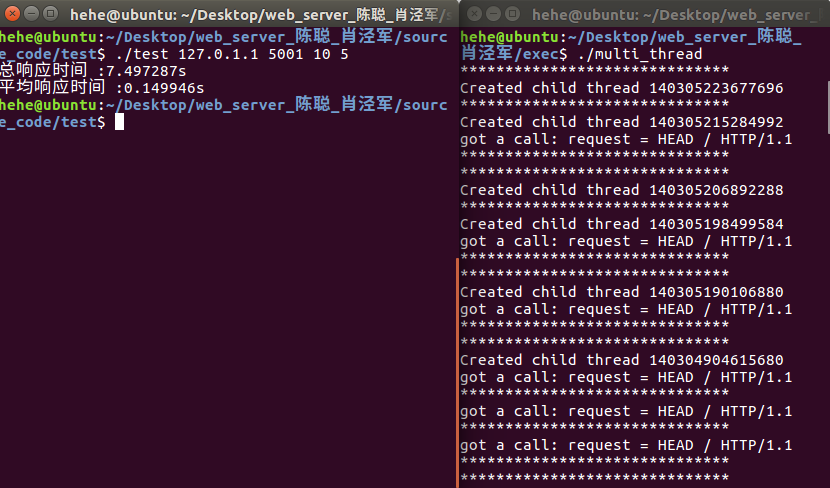 hehe@ubuntu: ~/Desktop/web_server_陈聪_肖泾军/s
hehe@ubuntu:~/Desktop/web_server_陈聪_肖泾军/sourc
e_code/test$ ./test 127.0.1.1 5001 10 5
总响应时间 :7.497287s
平均响应时间 :0.149946s
hehe@ubuntu:~/Desktop/web_server_陈聪_肖泾军/sourc
e_code/test$
hehe@ubuntu: ~/Desktop/web_server_陈聪_
hehe@ubuntu:~/Desktop/web_server_陈聪_
肖泾军/exec$ ./multi_thread
******************************
Created child thread 140305223677696
******************************
Created child thread 140305215284992
got a call: request = HEAD / HTTP/1.1
******************************
******************************
Created child thread 140305206892288
******************************
Created child thread 140305198499584
got a call: request = HEAD / HTTP/1.1
******************************
******************************
Created child thread 140305190106880
got a call: request = HEAD / HTTP/1.1
******************************
******************************
Created child thread 140304904615680
got a call: request = HEAD / HTTP/1.1
******************************
got a call: request = HEAD / HTTP/1.1
******************************
got a call: request = HEAD / HTTP/1.1
******************************
******************************